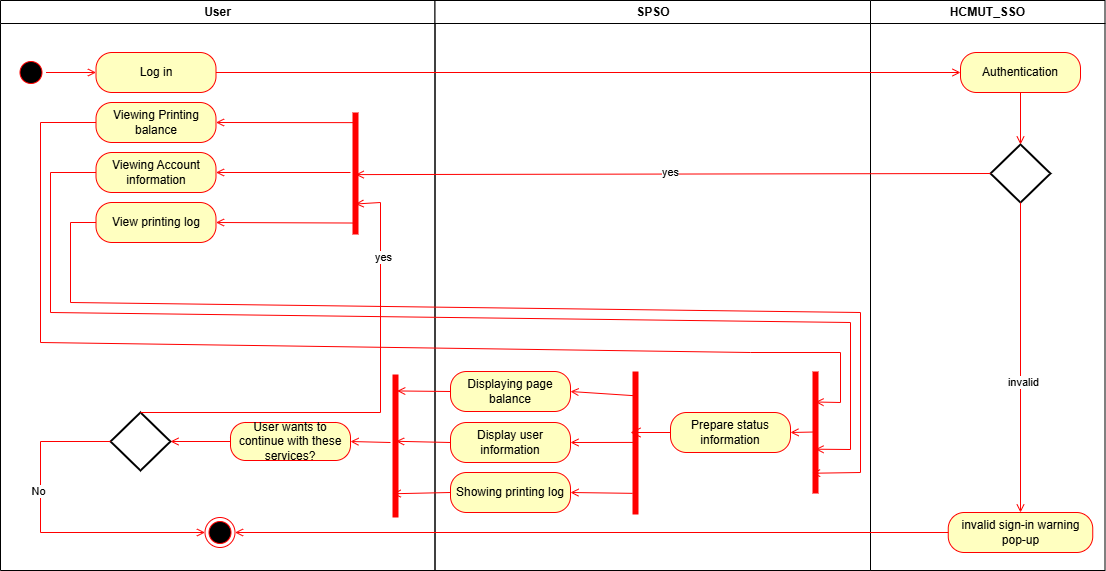 User
SPSO
HCMUT_SSO
Log in
Authentication
Viewing Printing
balance
Viewing Account
information
yes
View printing log
yes
Displaying page
balance
invalid
Prepare status
information
User wants to
continue with these
services?
Display user
information
No
Showing printing log
invalid sign-in warning
pop-up